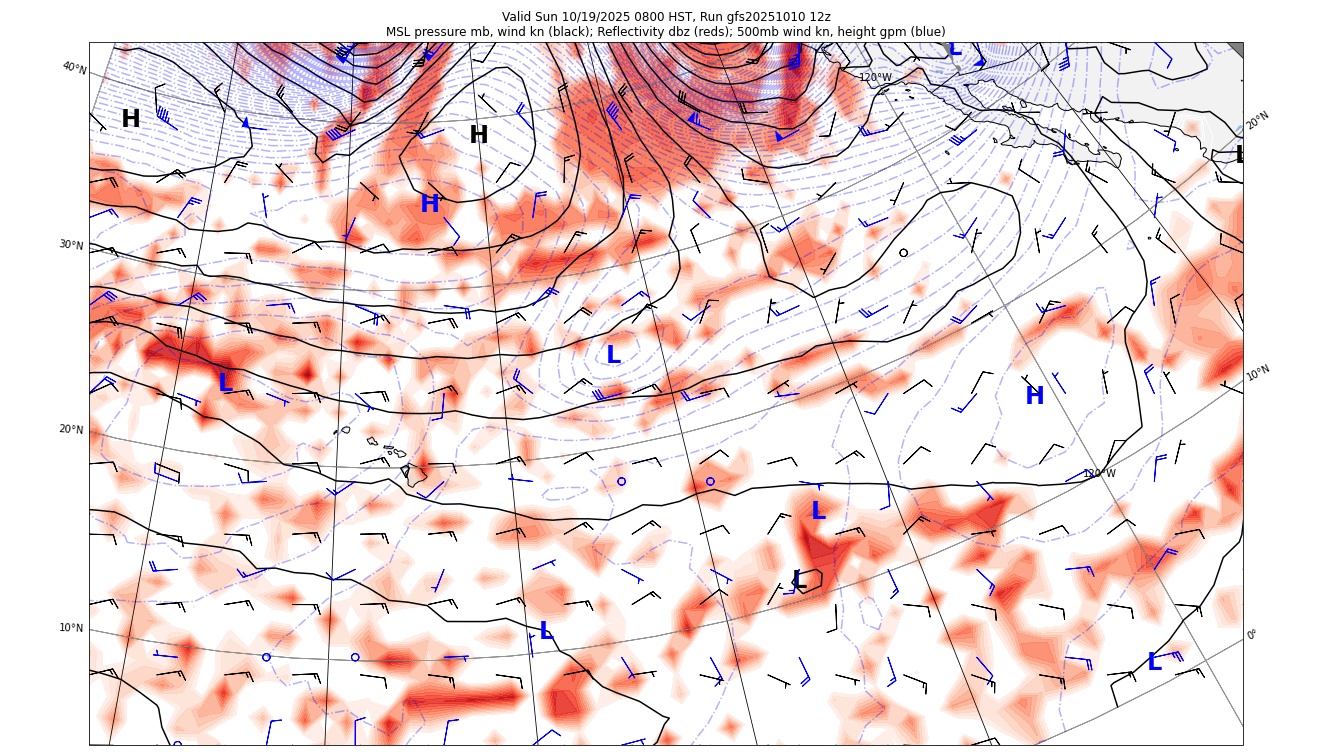 Valid Sun 10/19/2025 0800 HST, Run gfs20251010 12z
MSL pressure mb, wind kn (black); Reflectivity dbz (reds); 500mb wind kn, height gpm (blue)
L
40°N
120°W
H
20°N
H
L
H
30°N
L
10°N
L
H
20°N
120°W
L
L
10°N
L
0°
L